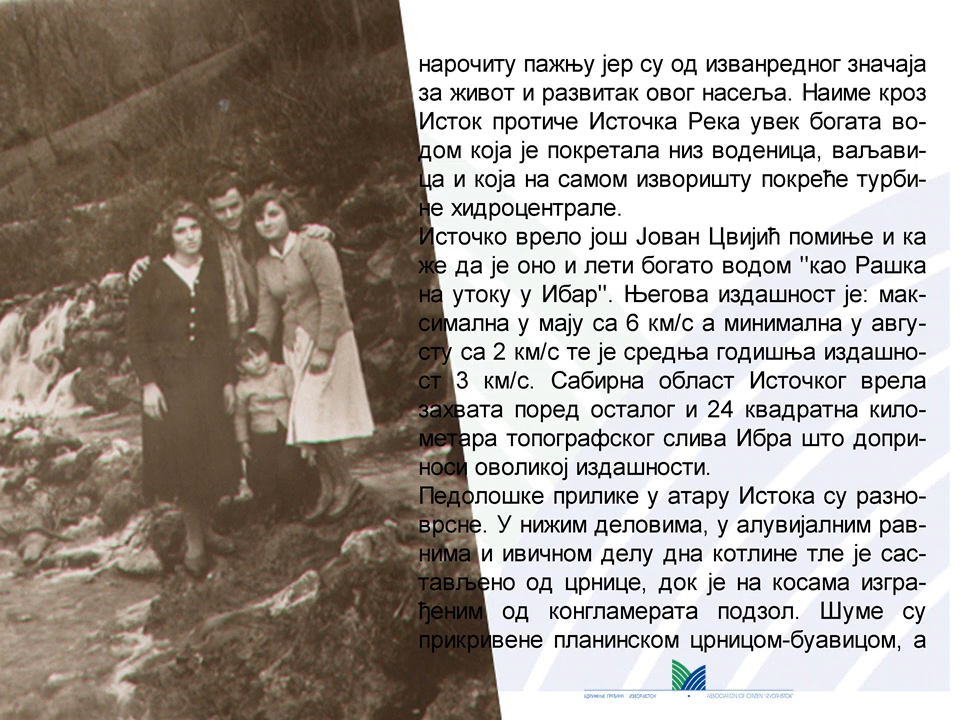 нарочиту пажњу јер су од изванредног значаја
за живот и развитак овог насеља. Наиме кроз
Исток протиче Источка Река увек богата во-
дом која је покретала низ воденица, ваљави-
ца и која на самом изворишту покреће турби-
не хидроцентрале.
Источко врело још Јован Цвијић помиње и ка
же да је оно и лети богато водом "као Рашка
на утоку у Ибар". Његова издашност је: мак-
симална у мају са 6 км/с а минимална у авгу-
сту са 2 км/с те је средња годишња издашно-
ст 3 км/с. Сабирна област Источког врела
захвата поред осталог и 24 квадратна кило-
метара топографског слива Ибра што допри-
носи оволикој издашности.
Педолошке прилике у атару Истока су разно-
врсне. У нижим деловима, у алувијалним рав-
нима и ивичном делу дна котлине тле је сас-
тављено од црнице, док је на косама изгра-
ђеним од конгламерата подзол. Шуме су
прикривене планинском црницом-буавицом, а
ASSOCIATION OF CITIZEN